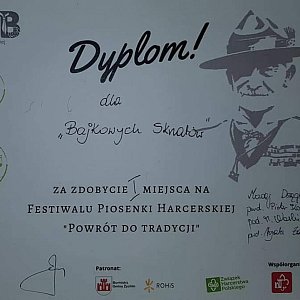 Dyplom!
dla
„Bajkowych Skrzatów"
ZA ZDOBYCIE I MIEJSCA NA
FESTIWALU PIOSENKI HARCERSKIEJ
"POWRÓT DO TRADYCJI"
Patronat:
Współorgan
ROHiS
Związek
Harcerstwa
Polskiego